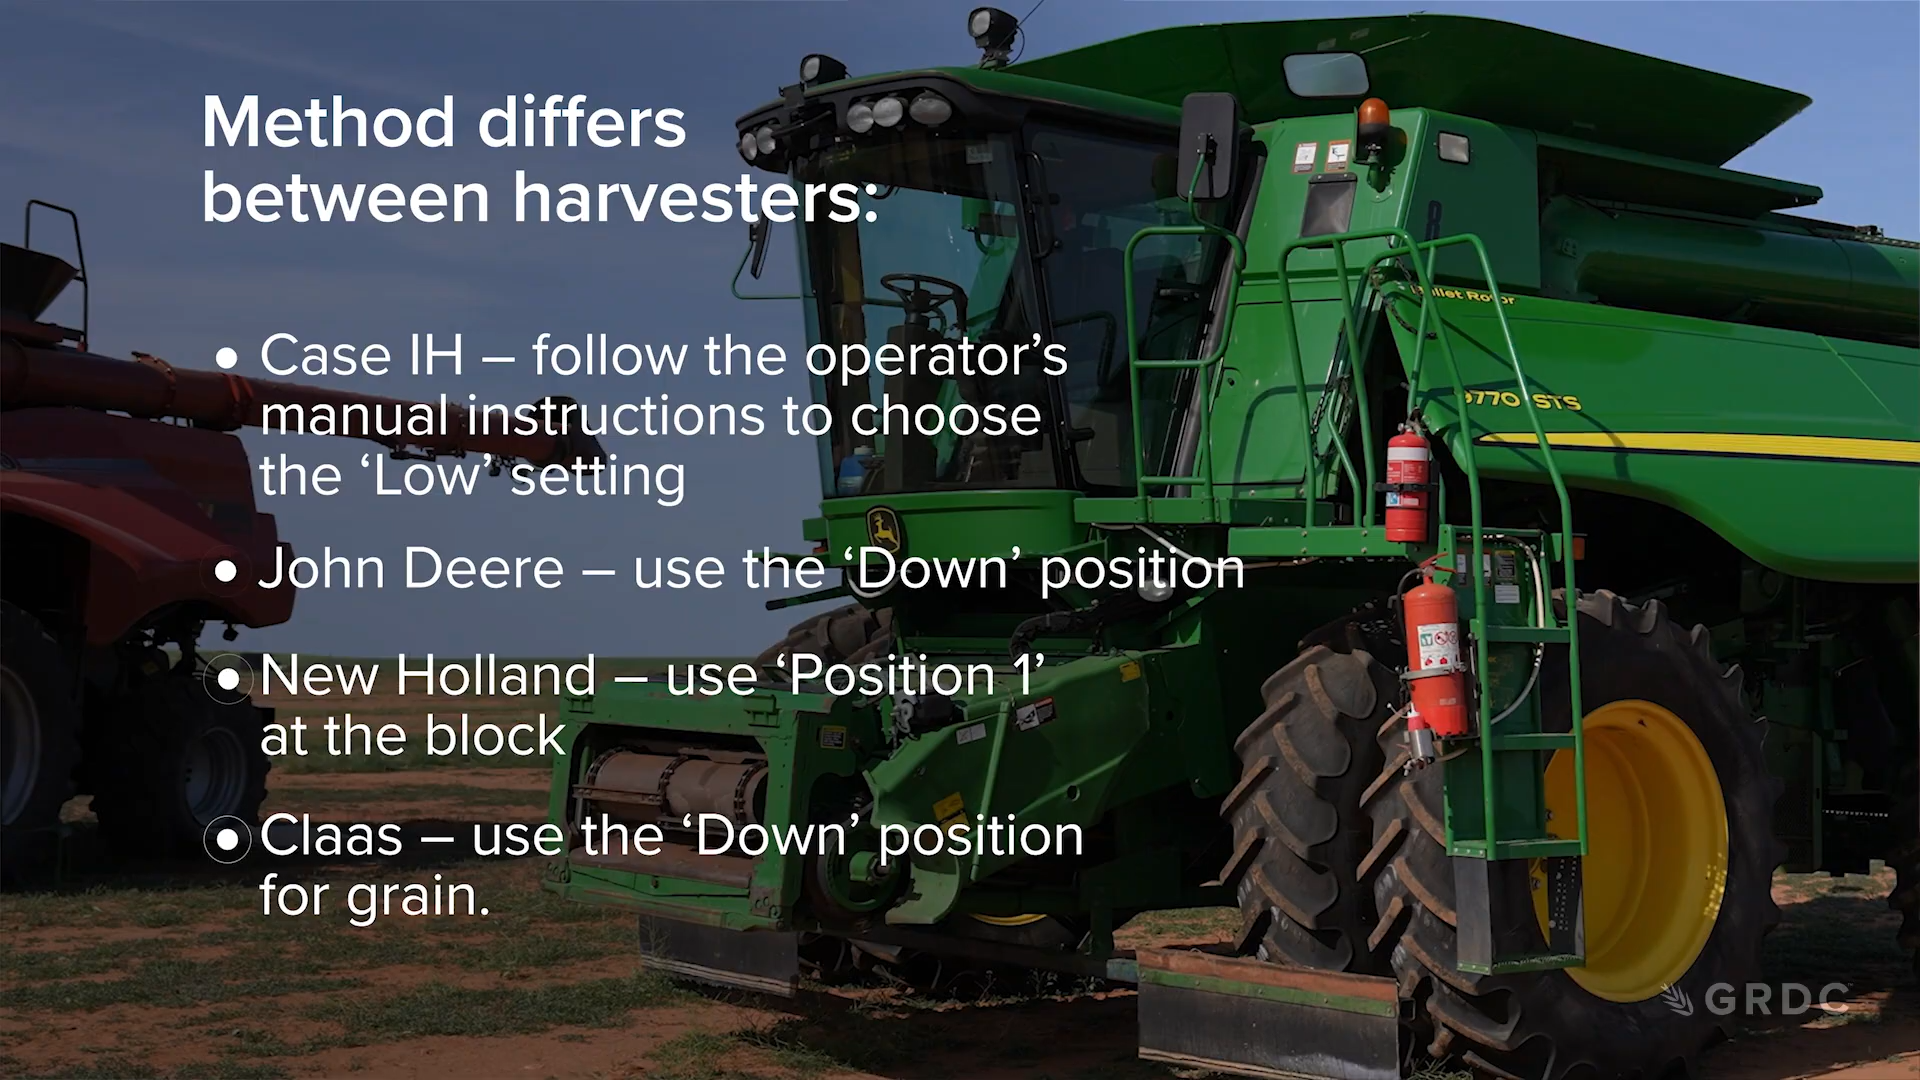 Method differs
between harvesters:
• Case IH – follow the operator’s
manual instructions to choose
the ‘Low’ setting
• John Deere – use the ‘Down’ position
• New Holland – use ‘Position 1’
at the block
• Claas – use the ‘Down’ position
for grain.
Bullet Rotor
9770 STS
GRDC